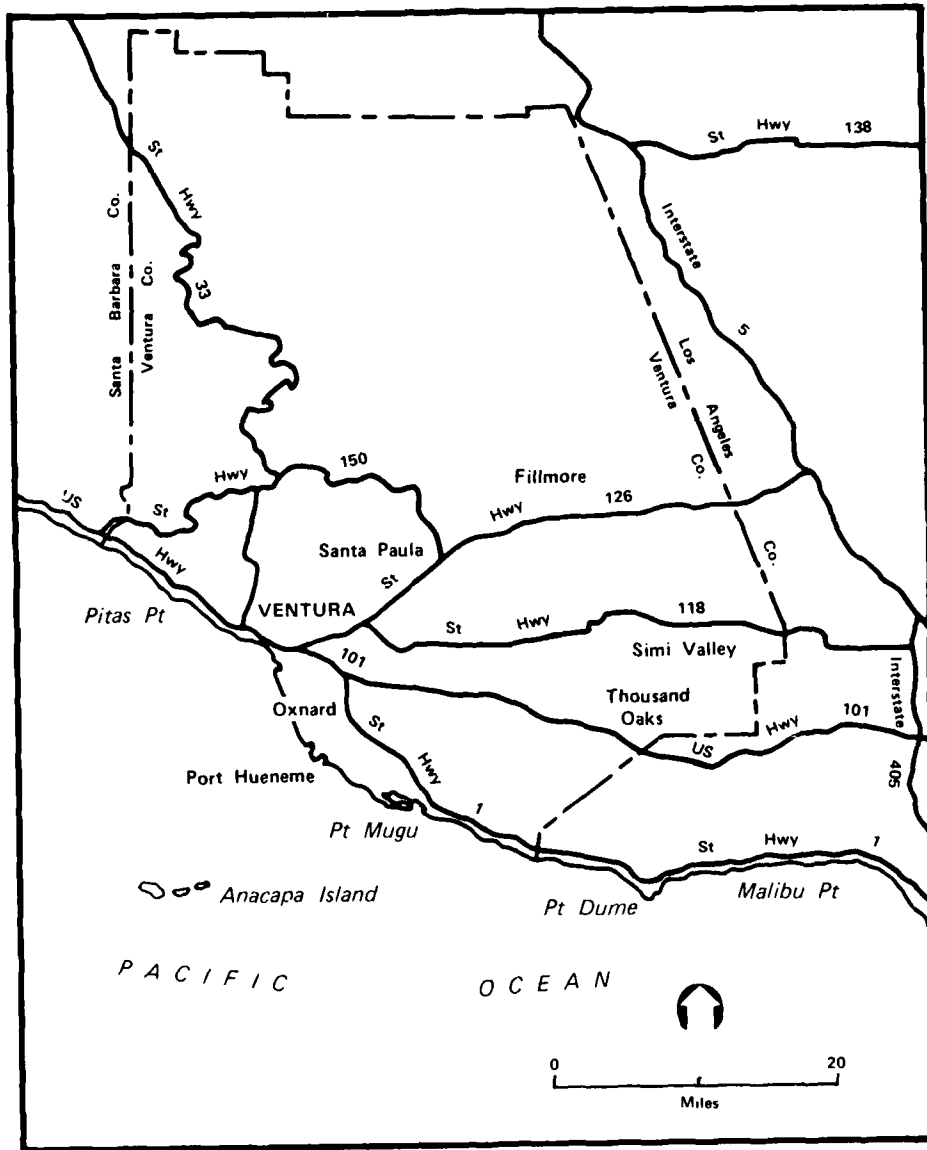 St Hwy 138
St Hwy 33
Santa Barbara Co.
Ventura Co.
Interstate 5
Los Angeles Co.
Ventura Co.
Hwy 150
Fillmore
US
St
Hwy 126
Santa Paula
St
Hwy
Pitas Pt
VENTURA
St Hwy 118
101
Simi Valley
Thousand
Oaks
Interstate 405
Oxnard
St Hwy 1
US Hwy 101
Port Hueneme
Pt Mugu
St Hwy 1
Anacapa Island
Pt Dume
Malibu Pt
PACIFIC OCEAN
0 20
Miles